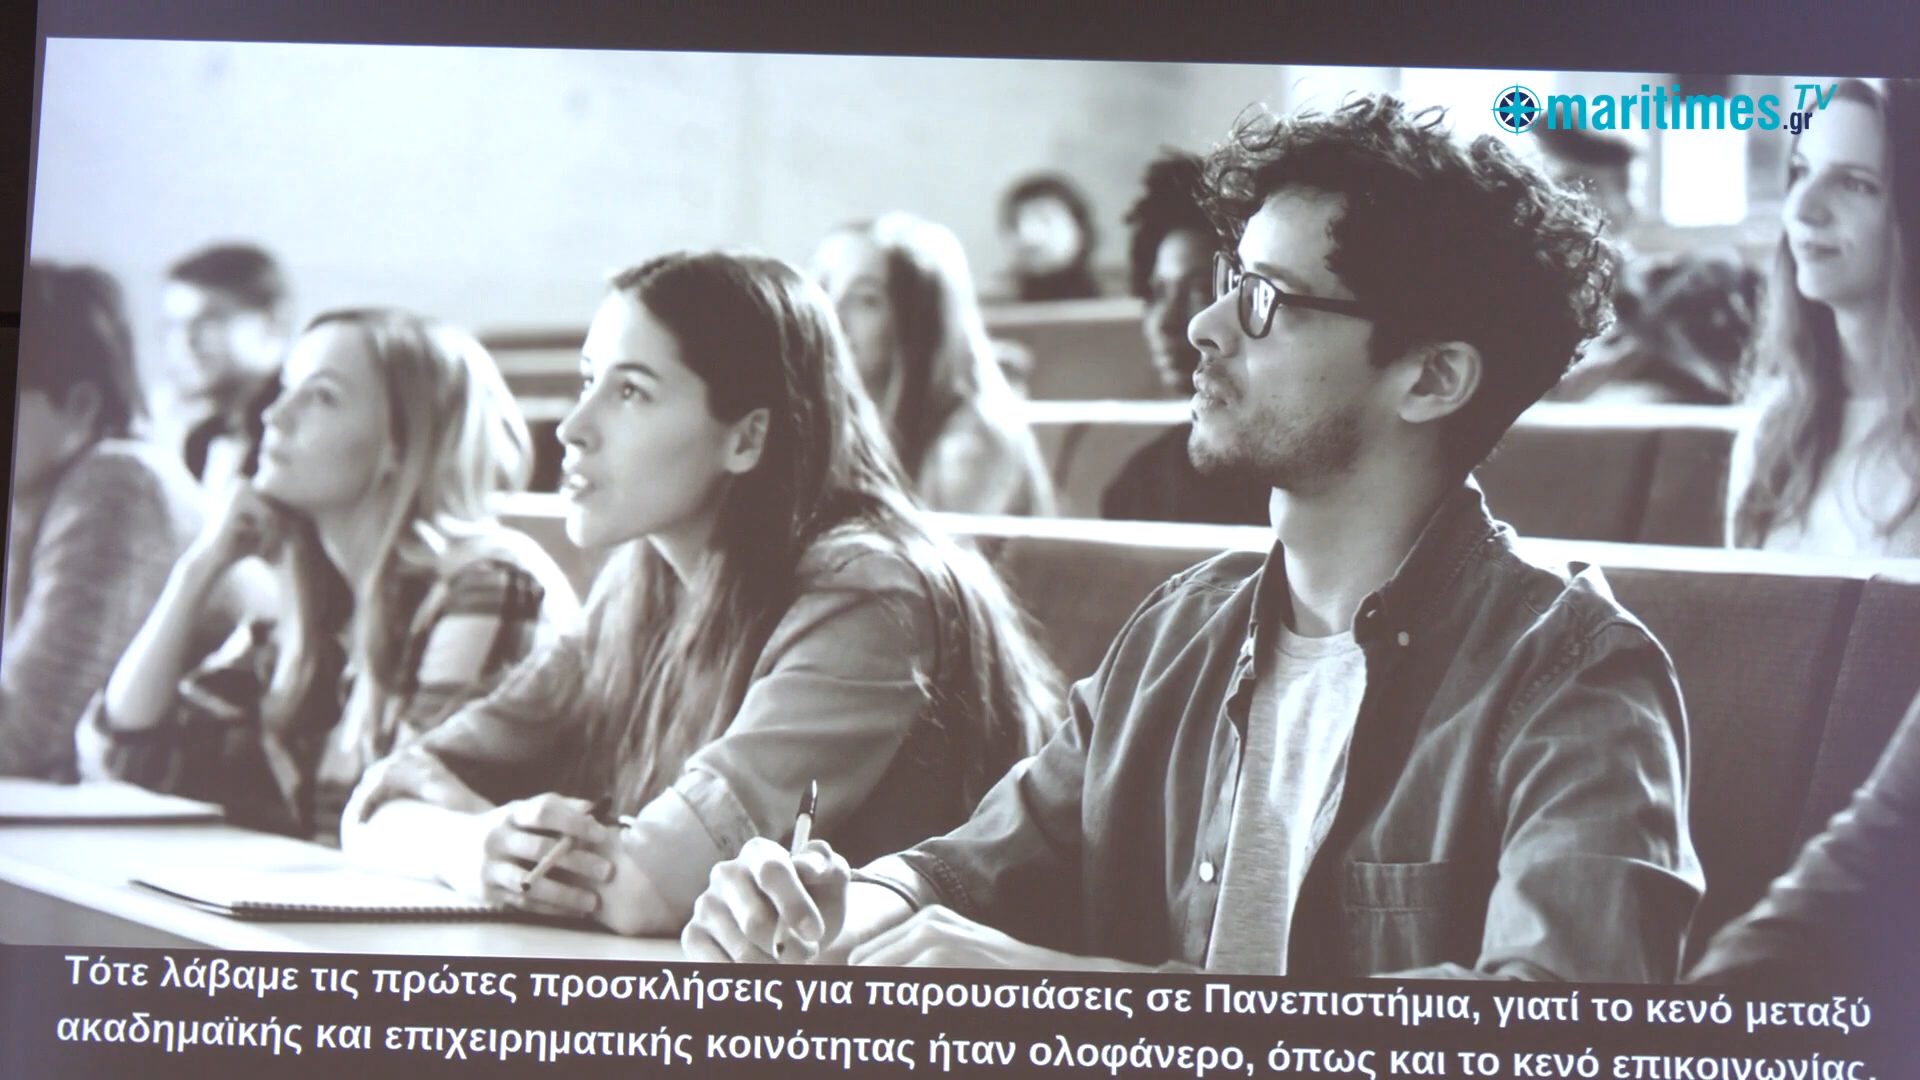 maritimes.gr TV
Τότε λάβαμε τις πρώτες προσκλήσεις για παρουσιάσεις σε Πανεπιστήμια, γιατί το κενό μεταξύ
ακαδημαϊκής και επιχειρηματικής κοινότητας ήταν ολοφάνερο, όπως και το κενό επικοινωνίας.